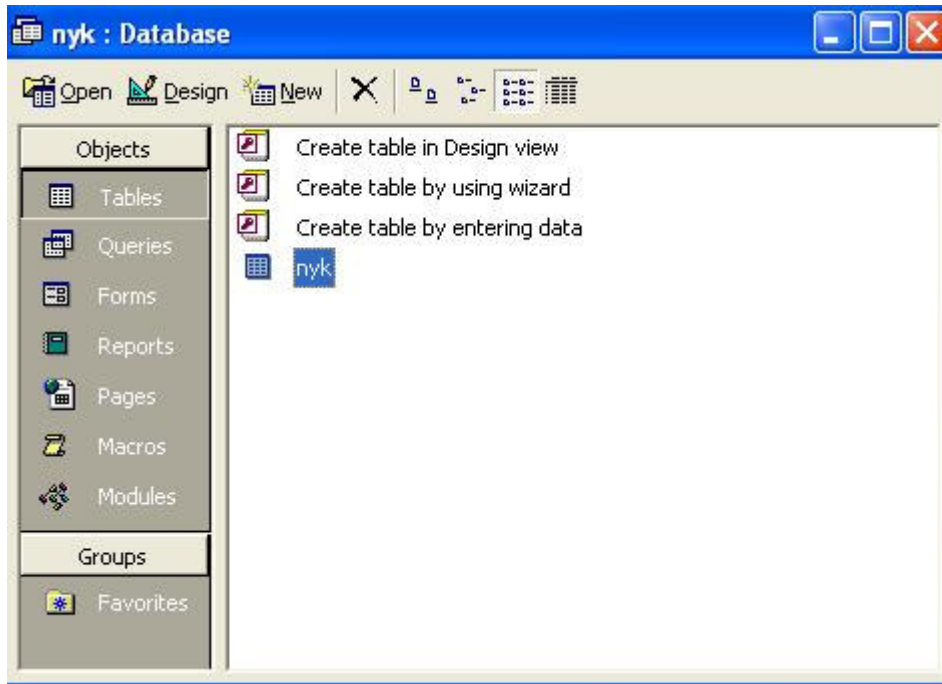 nyk : Database
Open Design New
Objects
Tables
Queries
Forms
Reports
Pages
Macros
Modules
Groups
Favorites
Create table in Design view
Create table by using wizard
Create table by entering data
nyk